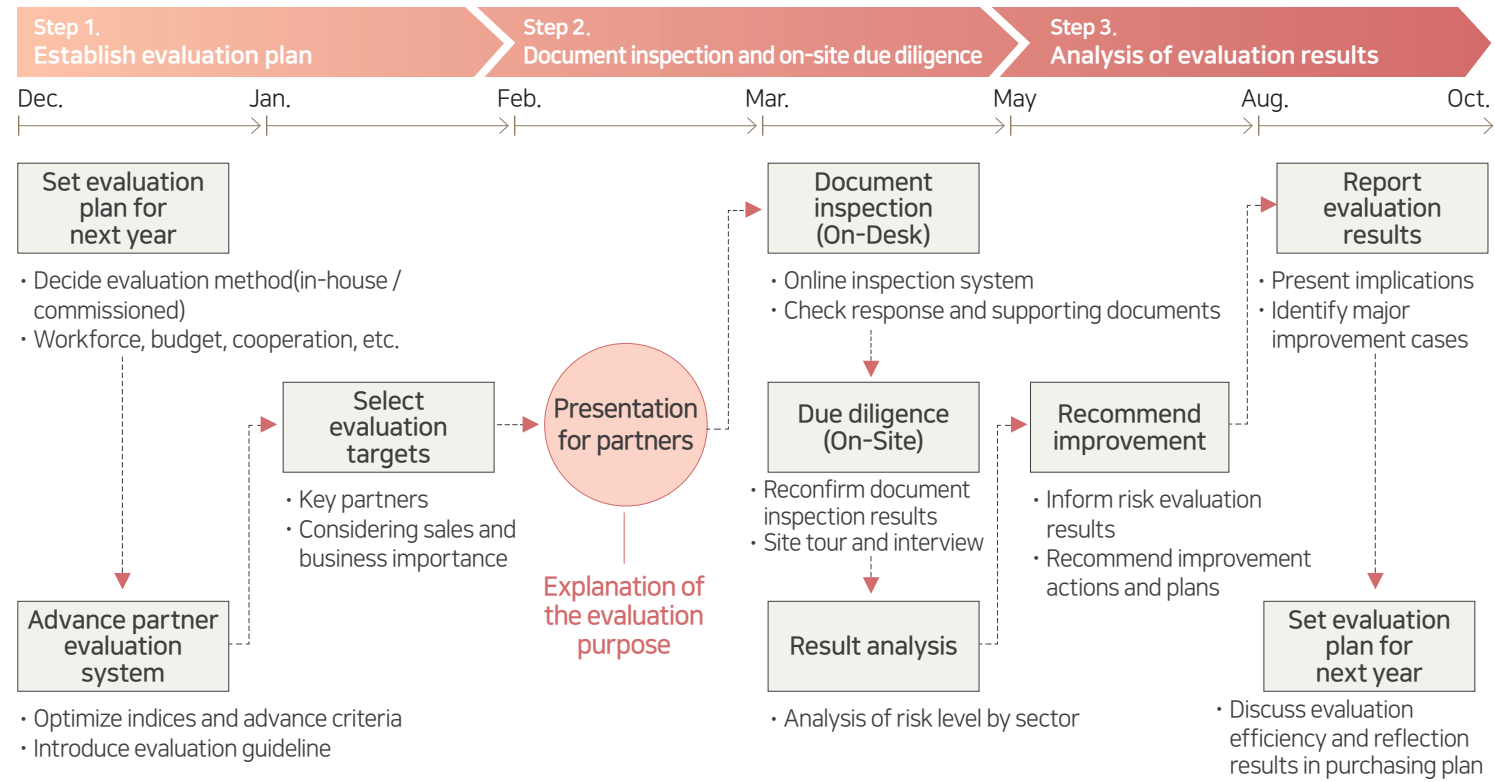 Step 1.
Establish evaluation plan
Step 2.
Document inspection and on-site due diligence
Step 3.
Analysis of evaluation results
Dec.
Jan.
Feb.
Mar.
May
Aug.
Oct.
Set evaluation
plan for
next year
· Decide evaluation method(in-house /
commissioned)
· Workforce, budget, cooperation, etc.
Advance partner
evaluation
system
· Optimize indices and advance criteria
· Introduce evaluation guideline
Select
evaluation
targets
· Key partners
· Considering sales and
business importance
Presentation
for partners
Explanation of
the evaluation
purpose
Document
inspection
(On-Desk)
· Online inspection system
· Check response and supporting documents
Due diligence
(On-Site)
· Reconfirm document
inspection results
· Site tour and interview
Result analysis
· Analysis of risk level by sector
Recommend
improvement
· Inform risk evaluation
results
· Recommend improvement
actions and plans
Report
evaluation
results
· Present implications
· Identify major
improvement cases
Set evaluation
plan for
next year
· Discuss evaluation
efficiency and reflection
results in purchasing plan